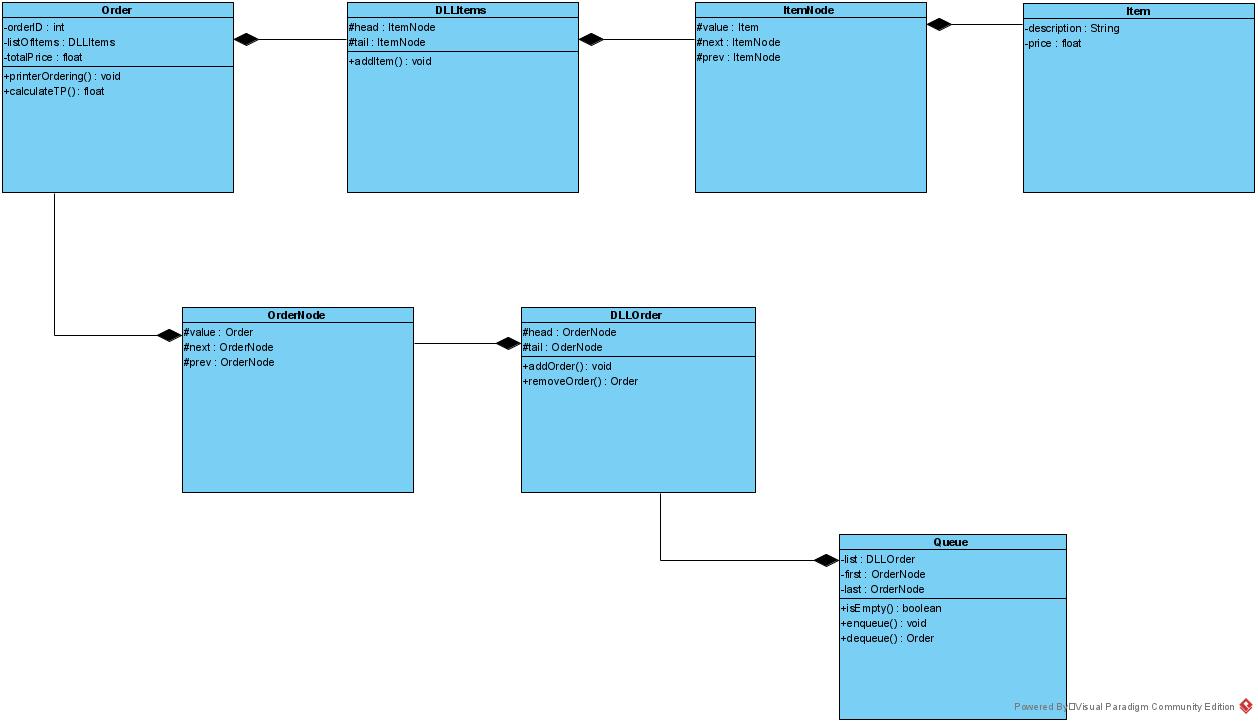 Order
-orderID : int
-listOfItems : DLLItems
-totalPrice : float
+printerOrdering() : void
+calculateTP() : float
DLLItems
#head : ItemNode
#tail : ItemNode
+addItem() : void
ItemNode
#value : Item
#next : ItemNode
#prev : ItemNode
Item
-description : String
-price : float
OrderNode
#value : Order
#next : OrderNode
#prev : OrderNode
DLLOrder
#head : OrderNode
#tail : OderNode
+addOrder() : void
+removeOrder() : Order
Queue
-list : DLLOrder
-first : OrderNode
-last : OrderNode
+isEmpty() : boolean
+enqueue() : void
+dequeue() : Order
Powered By Visual Paradigm Community Edition